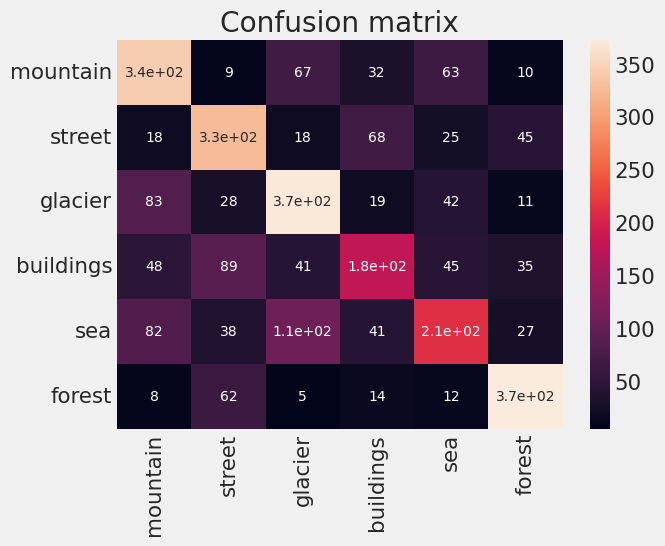 Confusion matrix
mountain 3.4e+02 9 67 32 63 10
street 18 3.3e+02 18 68 25 45
glacier 83 28 3.7e+02 19 42 11
buildings 48 89 41 1.8e+02 45 35
sea 82 38 1.1e+02 41 2.1e+02 27
forest 8 62 5 14 12 3.7e+02
mountain street glacier buildings sea forest
350
300
250
200
150
100
50